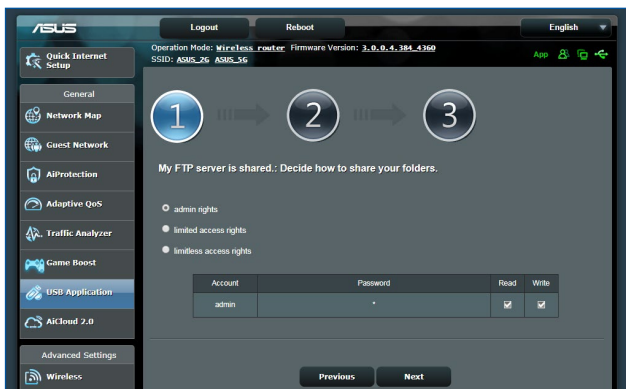 ASUS
Logout
Reboot
English
Operation Mode: Wireless router Firmware Version: 3.0.0.4.384_4360
SSID: ASUS_2G ASUS_5G
App
Quick Internet
Setup
General
Network Map
Guest Network
AiProtection
Adaptive QoS
Traffic Analyzer
Game Boost
USB Application
AiCloud 2.0
Advanced Settings
Wireless
1
2
3
My FTP server is shared.: Decide how to share your folders.
admin rights
limited access rights
limitless access rights
Account Password Read Write
admin *
Previous Next